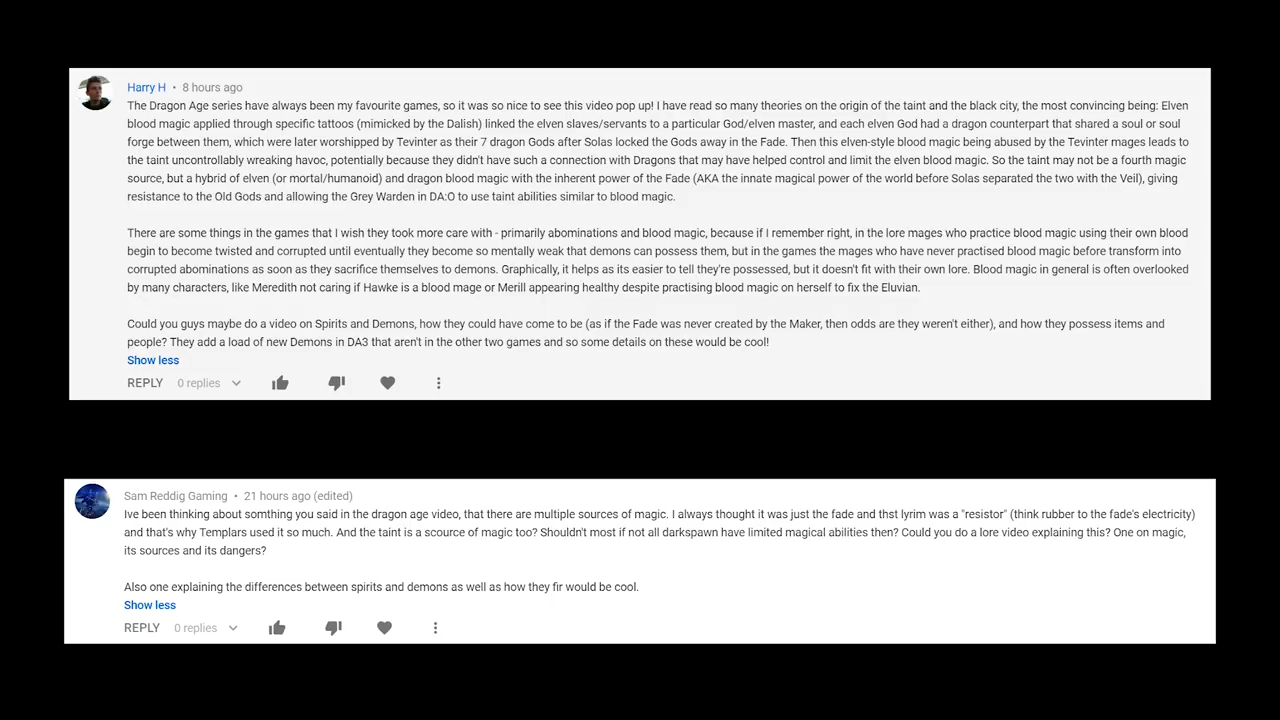 Harry H • 8 hours ago
The Dragon Age series have always been my favourite games, so it was so nice to see this video pop up! I have read so many theories on the origin of the taint and the black city, the most convincing being: Elven
blood magic applied through specific tattoos (mimicked by the Dalish) linked the elven slaves/servants to a particular God/elven master, and each elven God had a dragon counterpart that shared a soul or soul
forge between them, which were later worshipped by Tevinter as their 7 dragon Gods after Solas locked the Gods away in the Fade. Then this elven-style blood magic being abused by the Tevinter mages leads to
the taint uncontrollably wreaking havoc, potentially because they didn't have such a connection with Dragons that may have helped control and limit the elven blood magic. So the taint may not be a fourth magic
source, but a hybrid of elven (or mortal/humanoid) and dragon blood magic with the inherent power of the Fade (AKA the innate magical power of the world before Solas separated the two with the Veil), giving
resistance to the Old Gods and allowing the Grey Warden in DA:O to use taint abilities similar to blood magic.
There are some things in the games that I wish they took more care with - primarily abominations and blood magic, because if I remember right, in the lore mages who practice blood magic using their own blood
begin to become twisted and corrupted until eventually they become so mentally weak that demons can possess them, but in the games the mages who have never practised blood magic before transform into
corrupted abominations as soon as they sacrifice themselves to demons. Graphically, it helps as its easier to tell they're possessed, but it doesn't fit with their own lore. Blood magic in general is often overlooked
by many characters, like Meredith not caring if Hawke is a blood mage or Merill appearing healthy despite practising blood magic on herself to fix the Eluvian.
Could you guys maybe do a video on Spirits and Demons, how they could have come to be (as if the Fade was never created by the Maker, then odds are they weren't either), and how they possess items and
people? They add a load of new Demons in DA3 that aren't in the other two games and so some details on these would be cool!
Show less
REPLY 0 replies
Sam Reddig Gaming • 21 hours ago (edited)
Ive been thinking about somthing you said in the dragon age video, that there are multiple sources of magic. I always thought it was just the fade and thst lyrim was a "resistor" (think rubber to the fade's electricity)
and that's why Templars used it so much. And the taint is a scource of magic too? Shouldn't most if not all darkspawn have limited magical abilities then? Could you do a lore video explaining this? One on magic,
its sources and its dangers?
Also one explaining the differences between spirits and demons as well as how they fir would be cool.
Show less
REPLY 0 replies